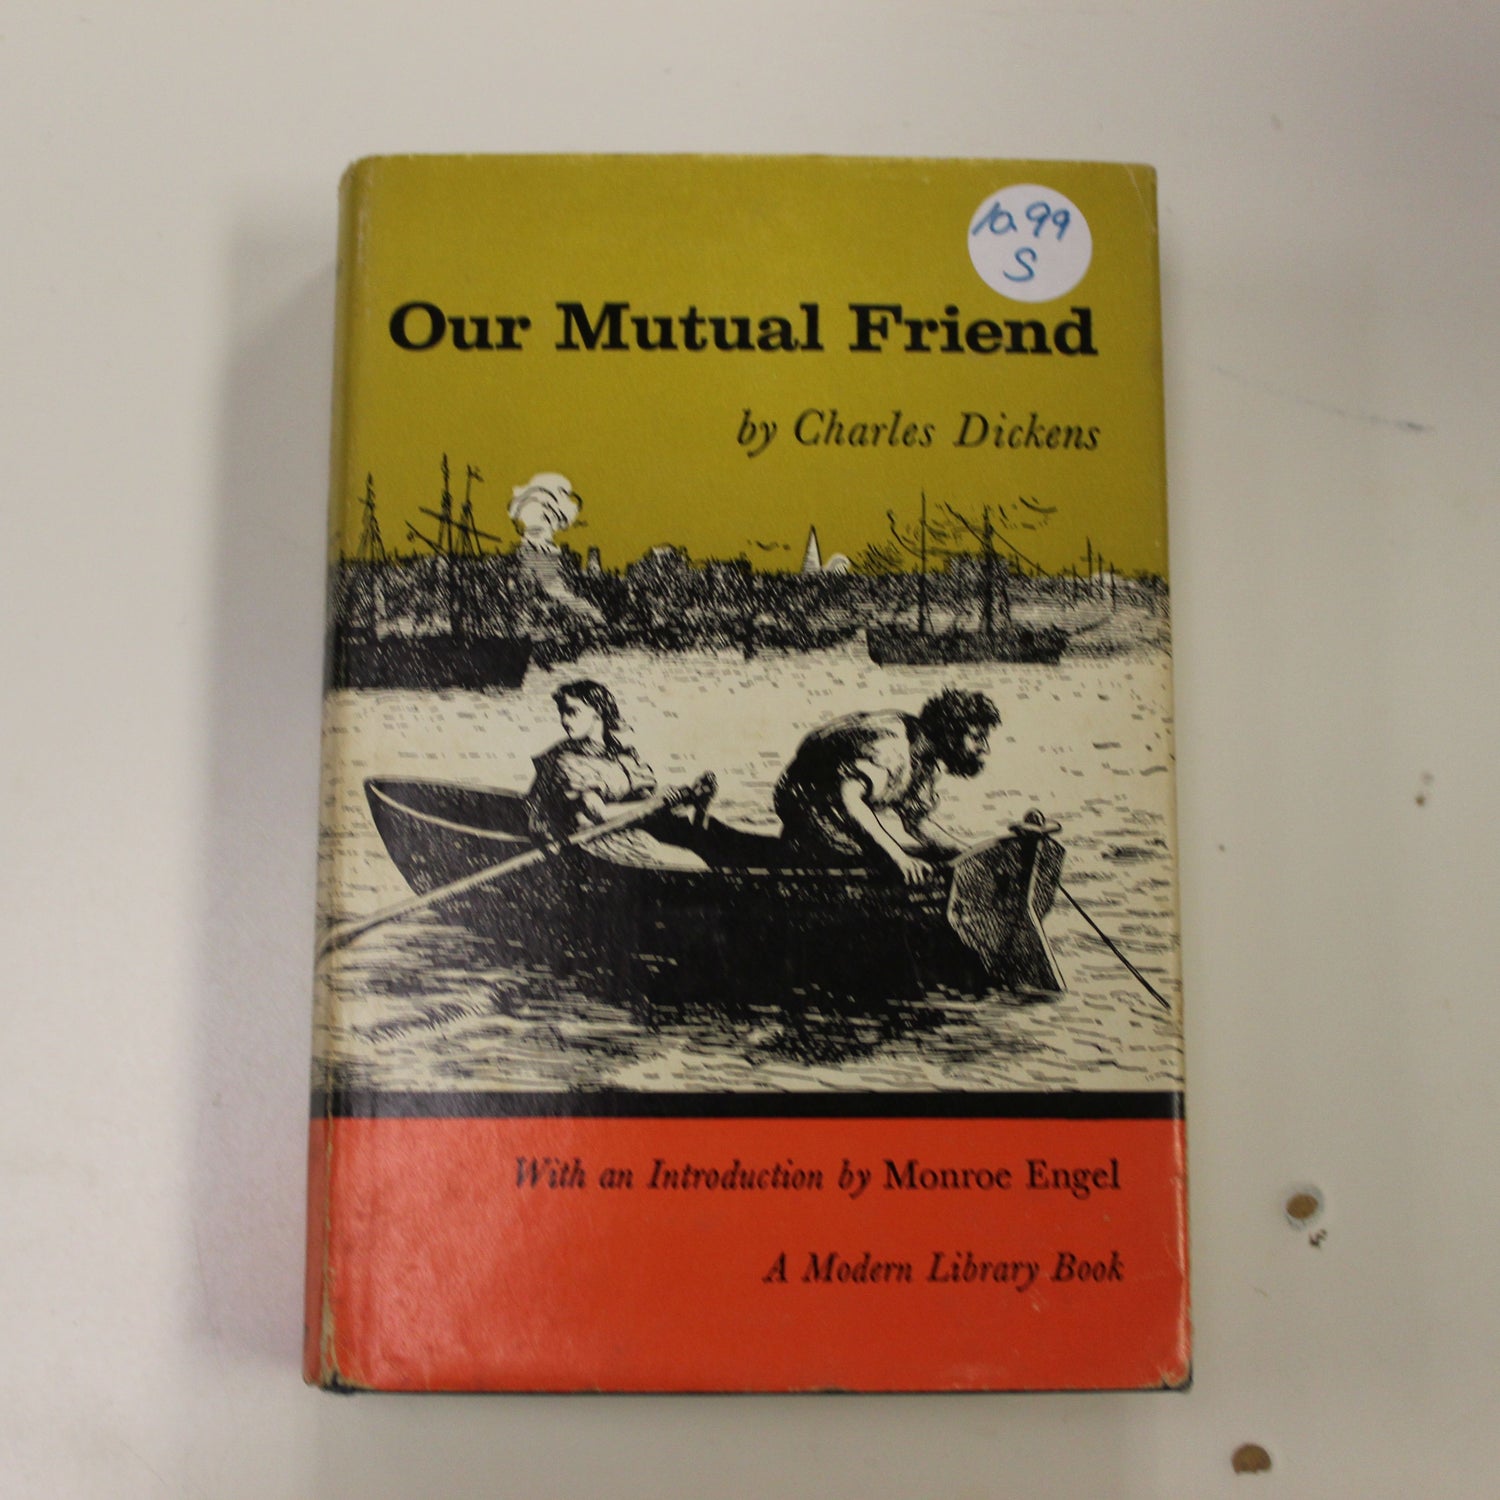 10.99
S
Our Mutual Friend
by Charles Dickens
With an Introduction by Monroe Engel
A Modern Library Book